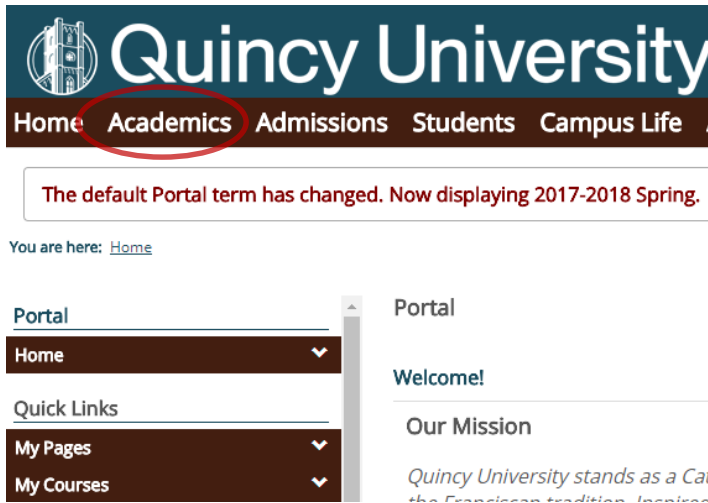 Quincy University
Home Academics Admissions Students Campus Life
The default Portal term has changed. Now displaying 2017-2018 Spring.
You are here: Home
Portal
Home
Quick Links
My Pages
My Courses
Portal
Welcome!
Our Mission
Quincy University stands as a
the Franciscan tradition. Inspired